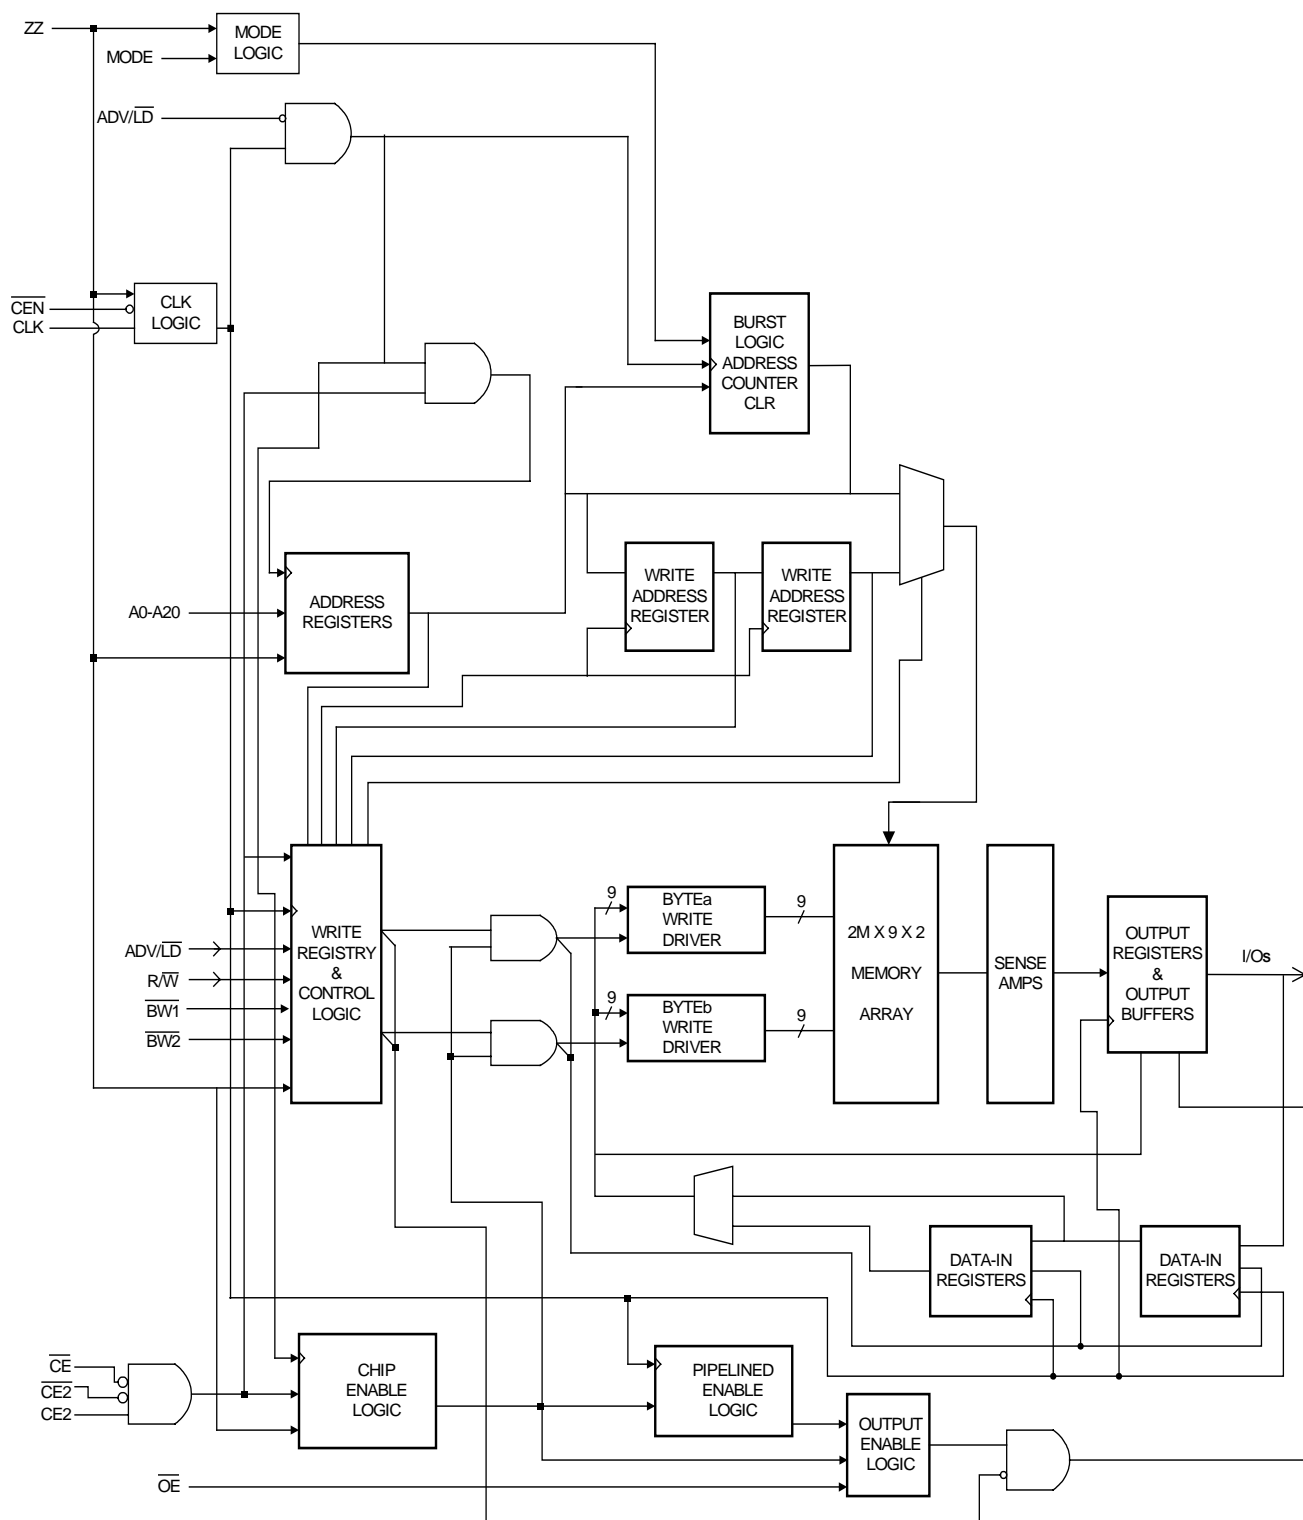 ZZ
MODE
LOGIC
MODE
ADV/LD
CEN
CLK
CLK
LOGIC
BURST
LOGIC
ADDRESS
COUNTER
CLR
WRITE
ADDRESS
REGISTER
WRITE
ADDRESS
REGISTER
A0-A20
ADDRESS
REGISTERS
ADV/LD
R/W
BW1
BW2
WRITE
REGISTRY
&
CONTROL
LOGIC
9
BYTEa
WRITE
DRIVER
9
9
BYTEb
WRITE
DRIVER
9
2M X 9 X 2
MEMORY
ARRAY
SENSE
AMPS
OUTPUT
REGISTERS
&
OUTPUT
BUFFERS
I/Os
DATA-IN
REGISTERS
DATA-IN
REGISTERS
CE
CE2
CE2
CHIP
ENABLE
LOGIC
PIPELINED
ENABLE
LOGIC
OUTPUT
ENABLE
LOGIC
OE